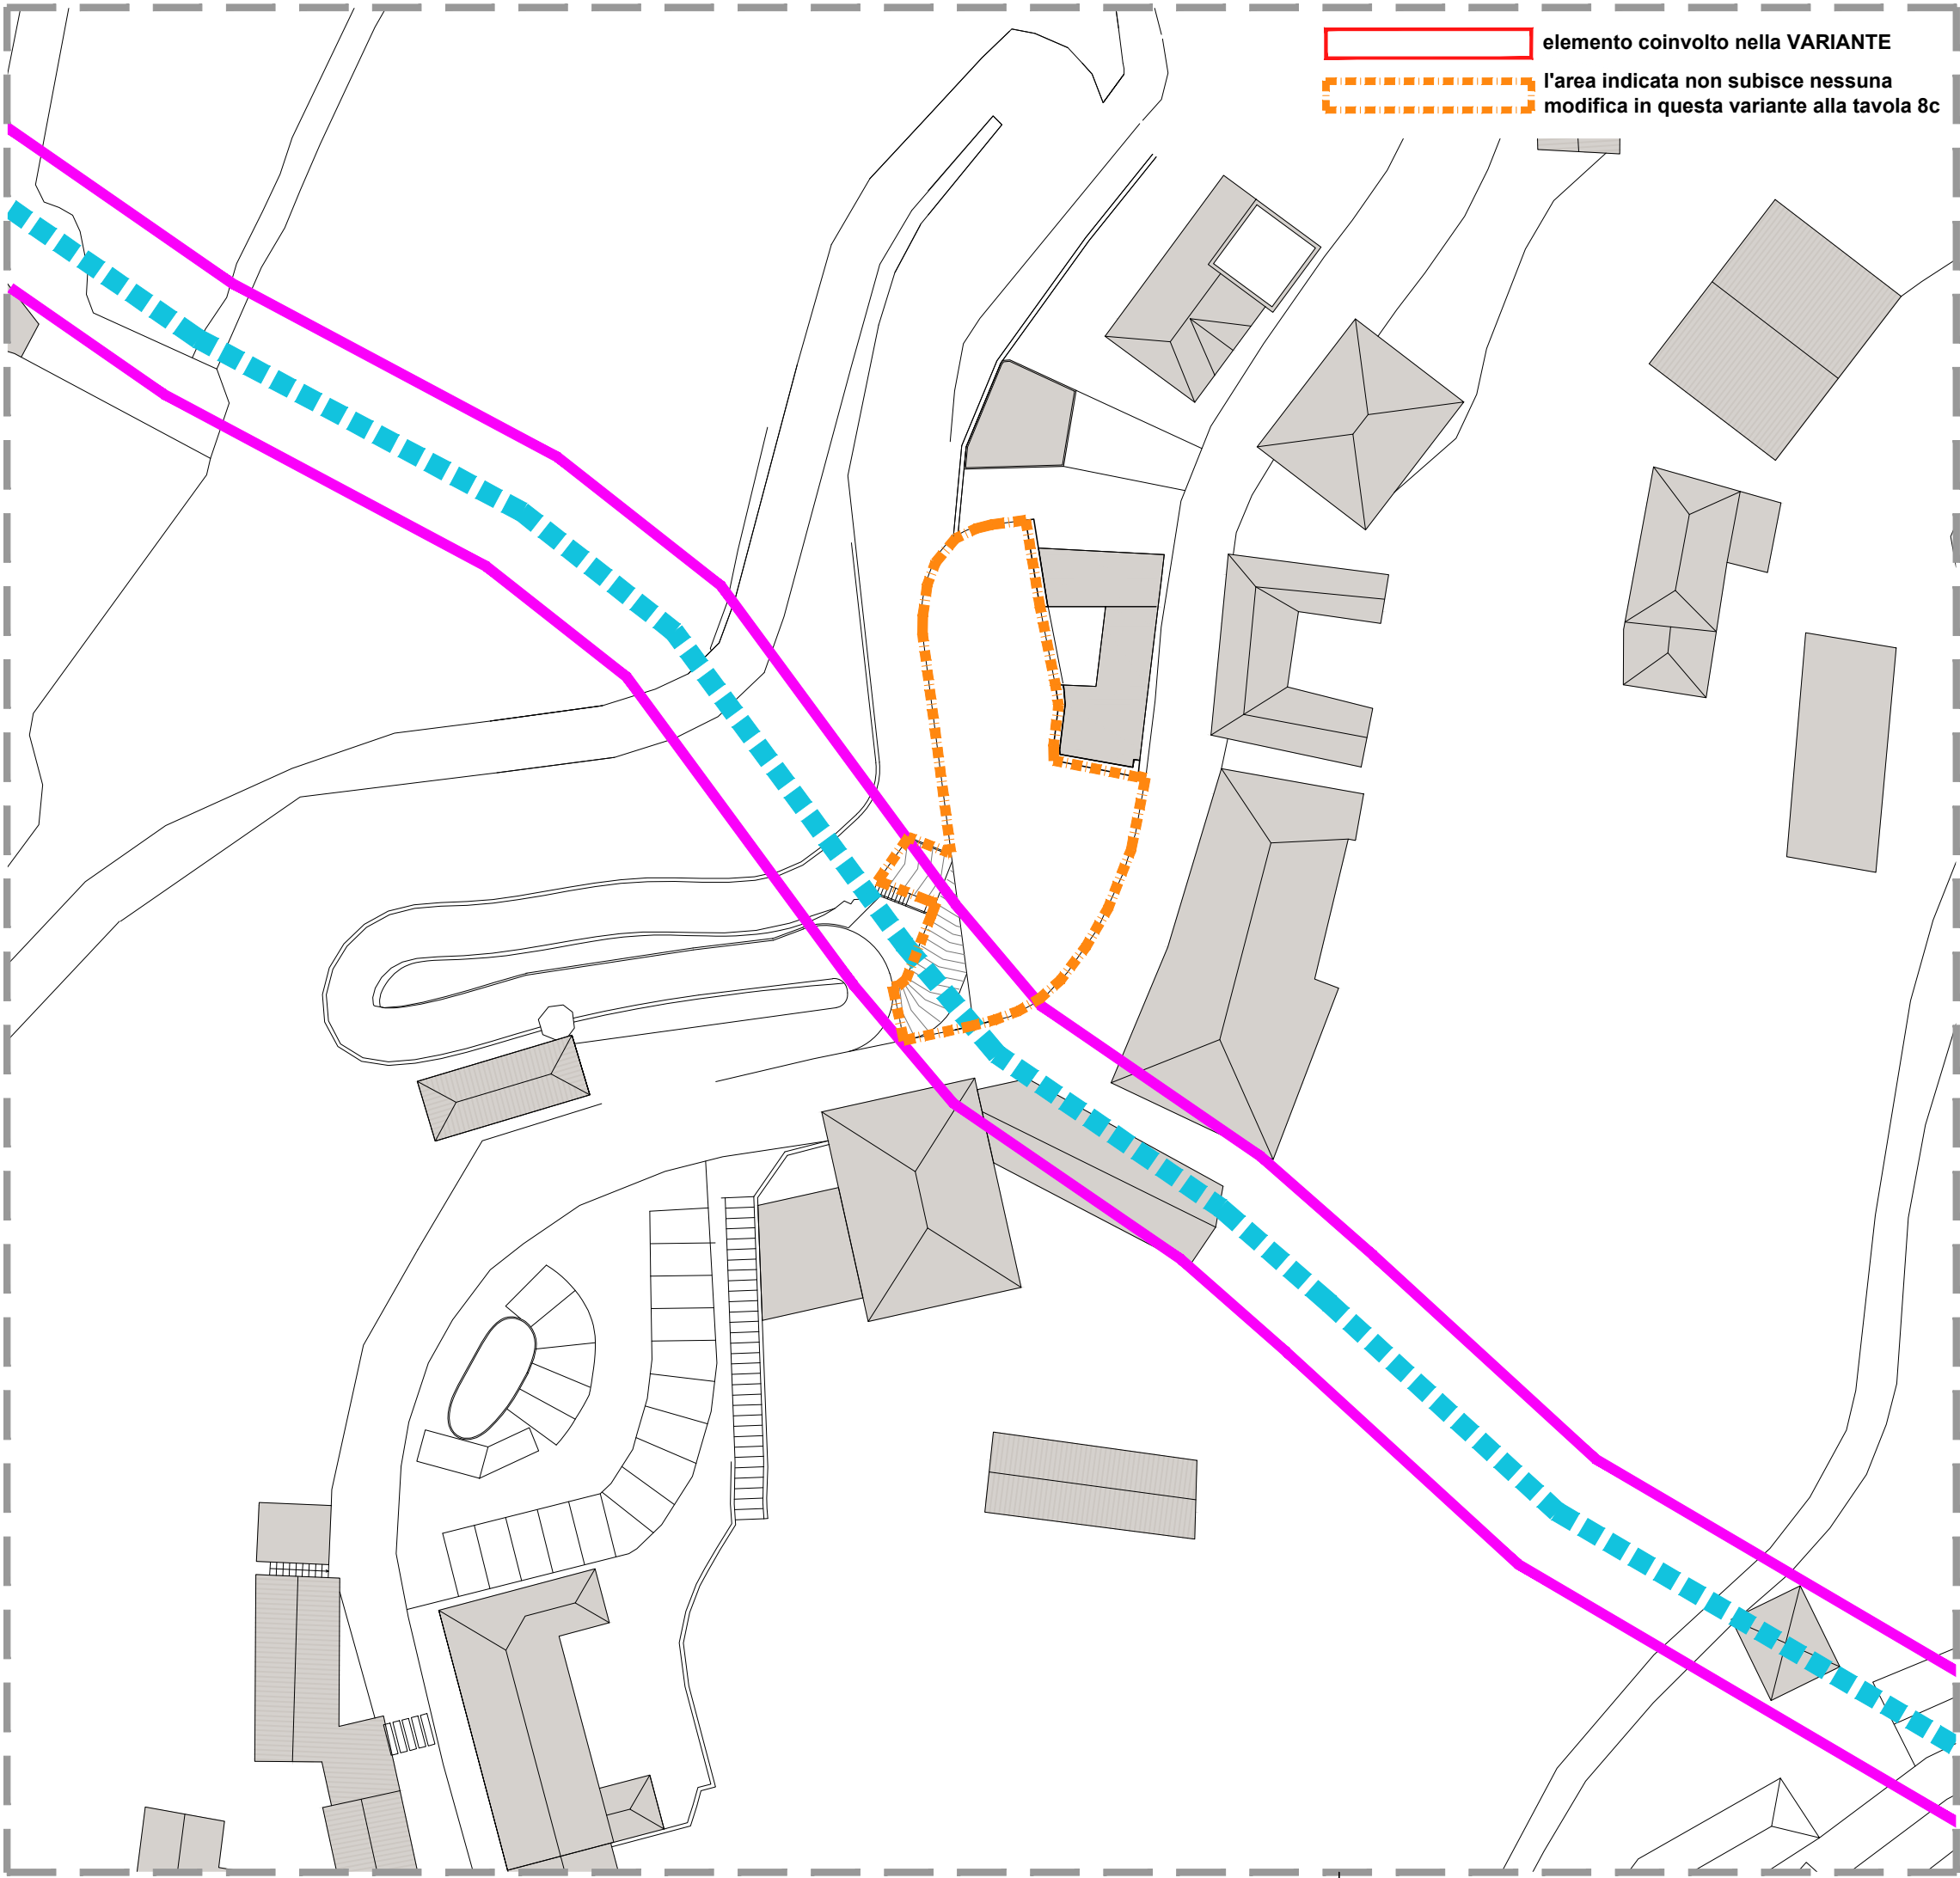 elemento coinvolto nella VARIANTE
l'area indicata non subisce nessuna
modifica in questa variante alla tavola 8c